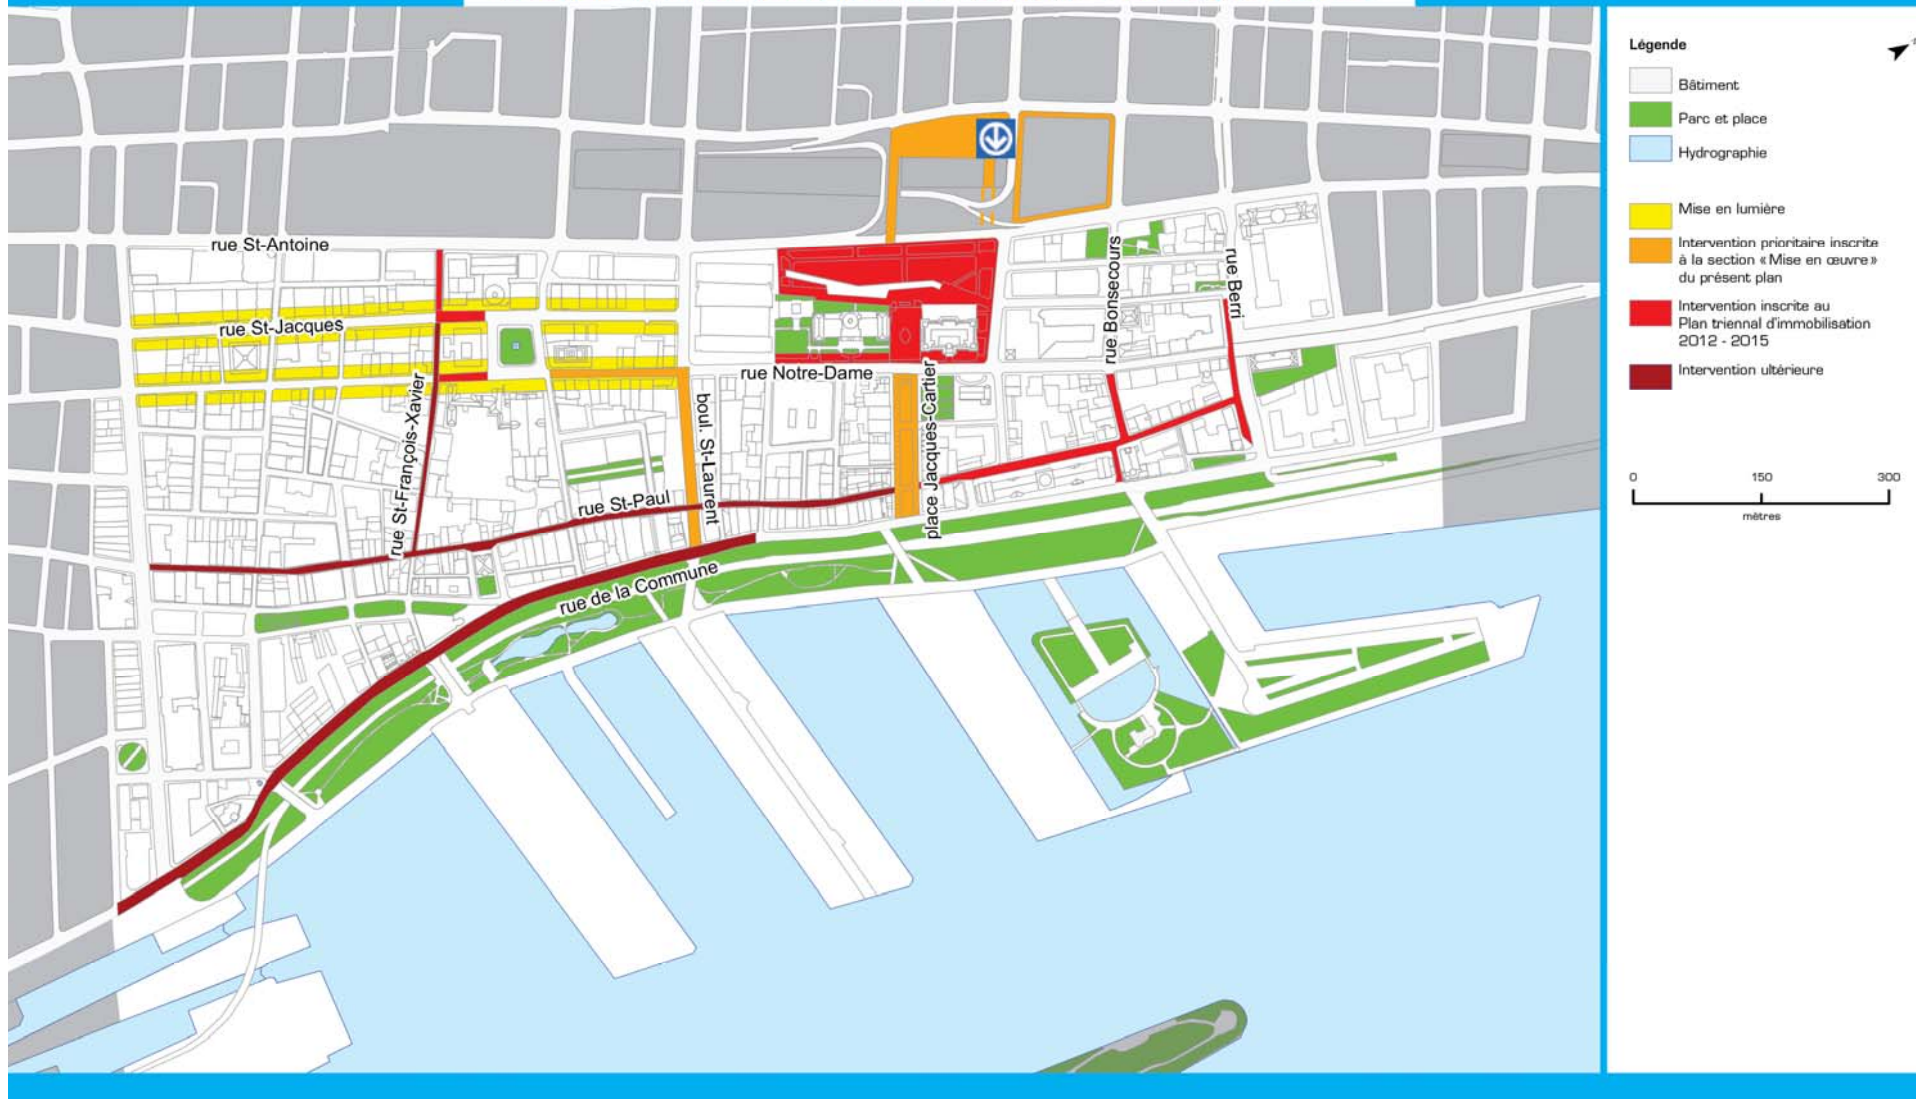 rue St-Antoine
rue St-Jacques
rue St-François-Xavier
rue Notre-Dame
boul. St-Laurent
place Jacques-Cartier
rue Bonsecours
rue Berri
rue St-Paul
rue de la Commune
Légende
Bâtiment
Parc et place
Hydrographie
Mise en lumière
Intervention prioritaire inscrite
à la section « Mise en œuvre »
du présent plan
Intervention inscrite au
Plan triennal d'immobilisation
2012 - 2015
Intervention ultérieure
0 150 300
mètres